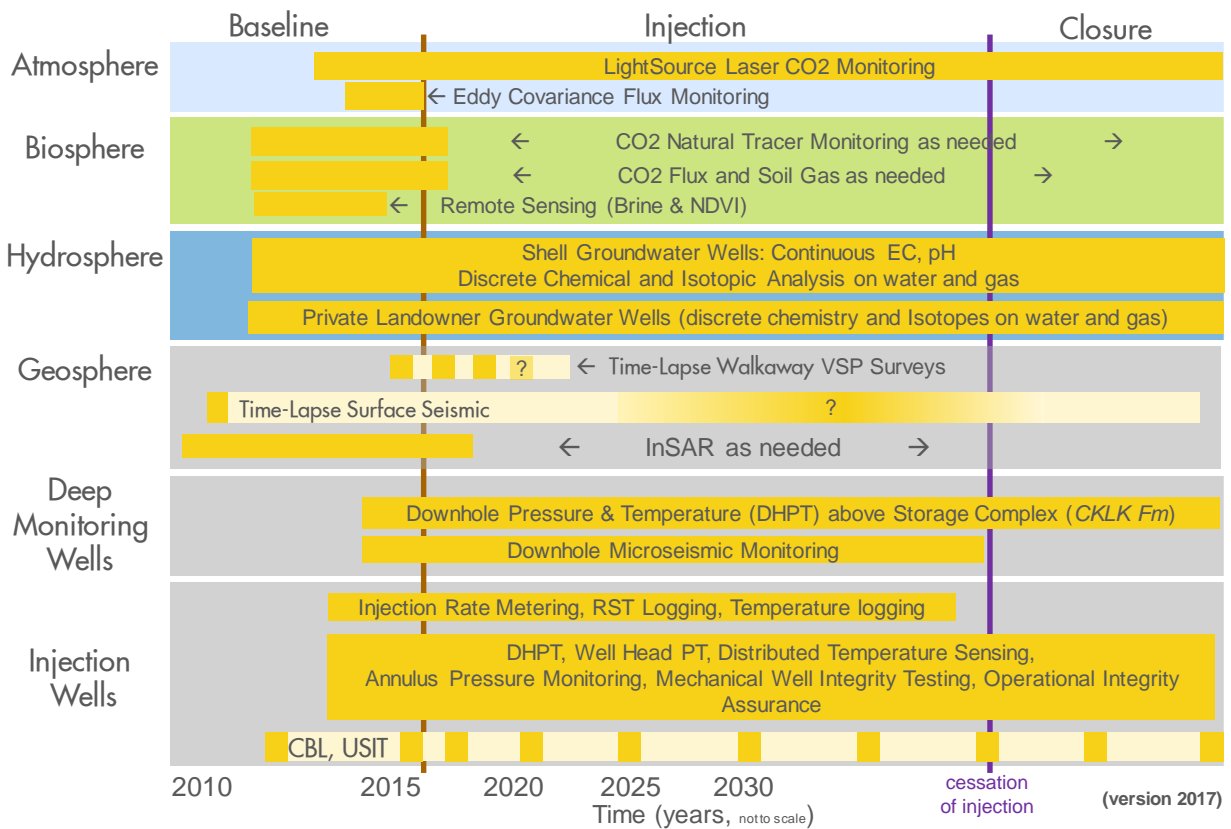 Baseline Injection Closure
Atmosphere
LightSource Laser CO2 Monitoring
← Eddy Covariance Flux Monitoring
Biosphere
← CO2 Natural Tracer Monitoring as needed →
← CO2 Flux and Soil Gas as needed →
← Remote Sensing (Brine & NDVI)
Hydrosphere
Shell Groundwater Wells: Continuous EC, pH
Discrete Chemical and Isotopic Analysis on water and gas
Private Landowner Groundwater Wells (discrete chemistry and Isotopes on water and gas)
Geosphere
? ← Time-Lapse Walkaway VSP Surveys
Time-Lapse Surface Seismic ?
← InSAR as needed →
Deep
Monitoring
Wells
Downhole Pressure & Temperature (DHPT) above Storage Complex (CKLK Fm)
Downhole Microseismic Monitoring
Injection
Wells
Injection Rate Metering, RST Logging, Temperature logging
DHPT, Well Head PT, Distributed Temperature Sensing,
Annulus Pressure Monitoring, Mechanical Well Integrity Testing, Operational Integrity
Assurance
CBL, USIT
2010 2015 2020 2025 2030
Time (years, not to scale)
cessation
of injection
(version 2017)